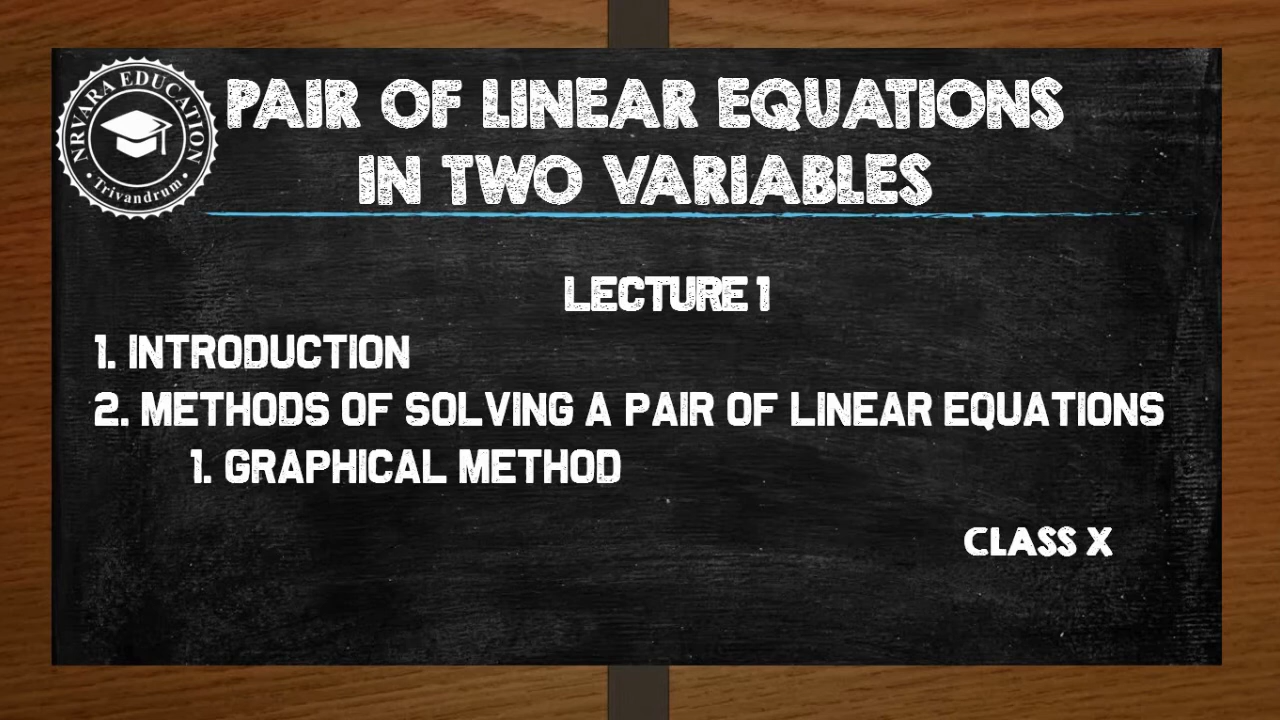 NRVARA EDUCATION
• Trivandrum •
PAIR OF LINEAR EQUATIONS
IN TWO VARIABLES
LECTURE 1
1. INTRODUCTION
2. METHODS OF SOLVING A PAIR OF LINEAR EQUATIONS
1. GRAPHICAL METHOD
CLASS X